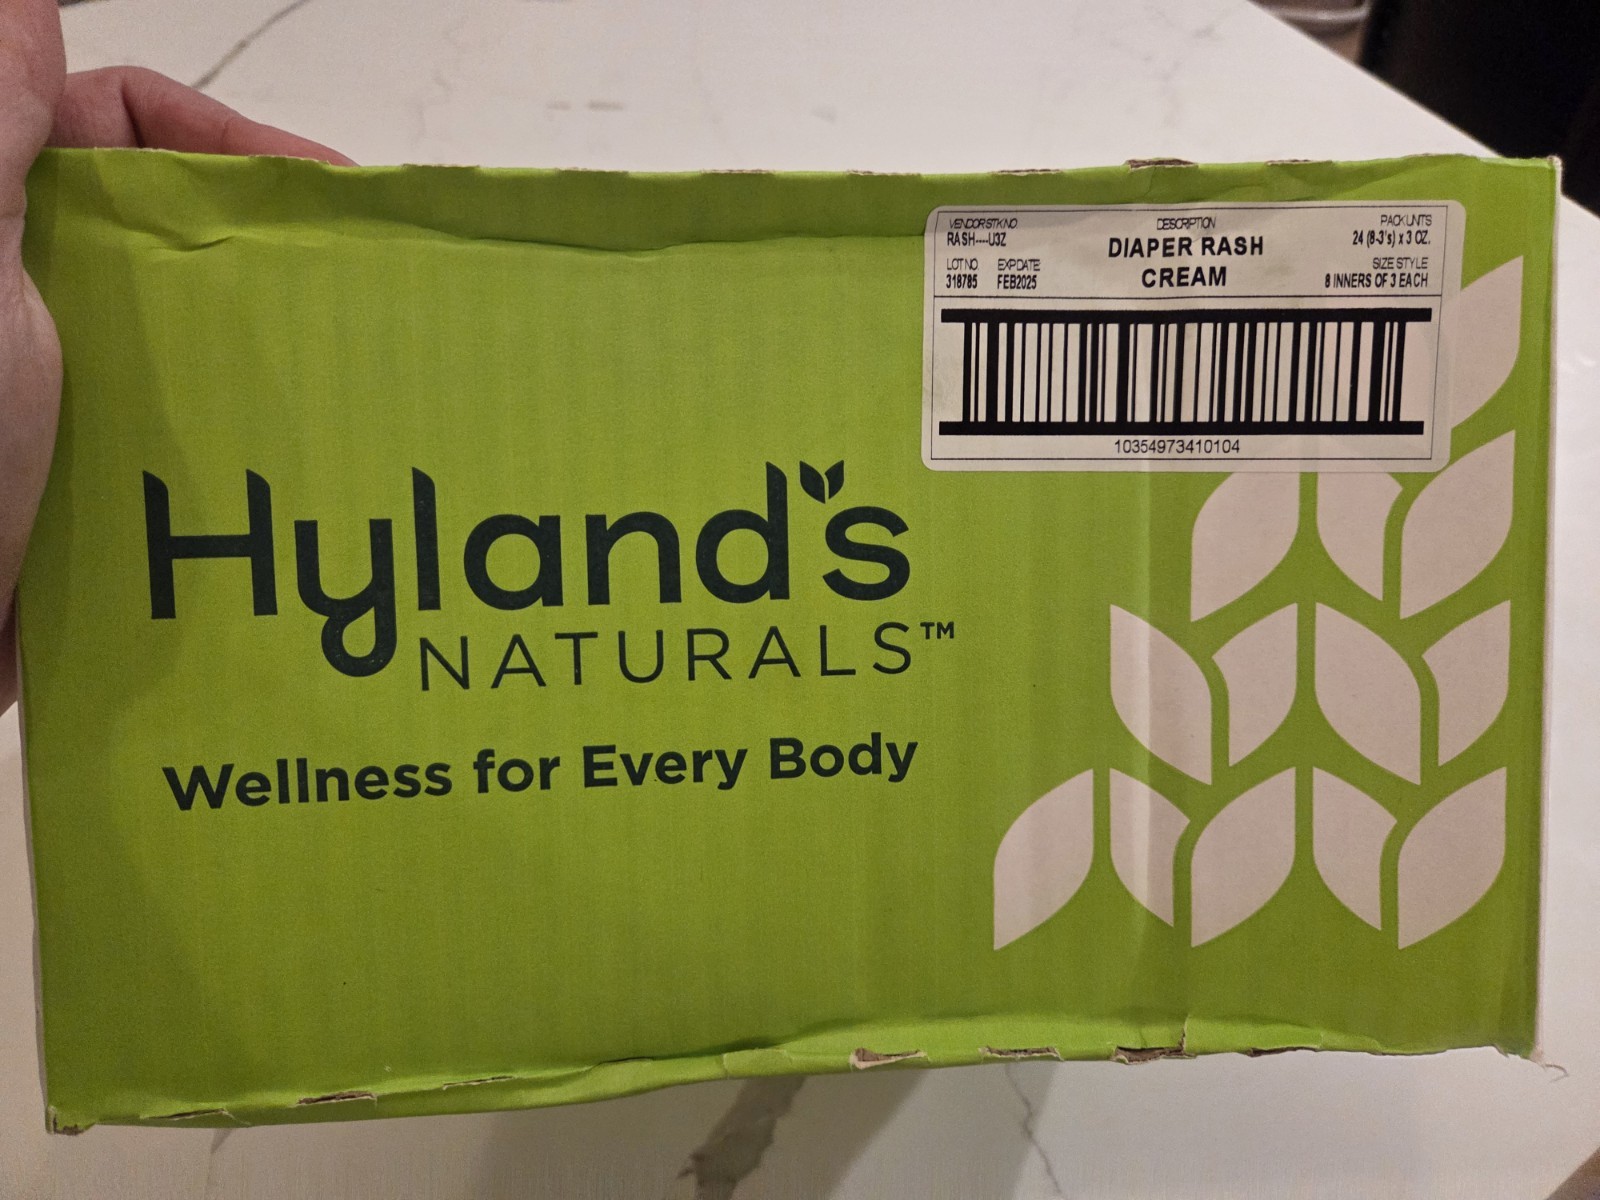 VENDOR STK NO.
RASH----U3Z
LOT NO. EXP DATE
318785 FEB2025
DESCRIPTION
DIAPER RASH
CREAM
PACK UNITS
24 (8-3's) x 3 OZ.
SIZE STYLE
8 INNERS OF 3 EACH
10354973410104
Hyland's
NATURALS™
Wellness for Every Body